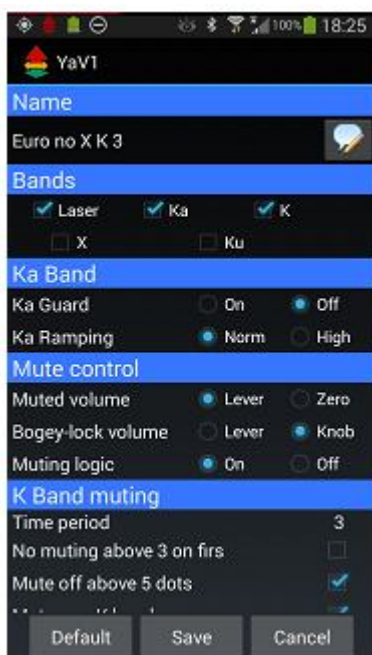 100% 18:25
YaV1
Name
Euro no X K 3
Bands
Laser Ka K
X Ku
Ka Band
Ka Guard On Off
Ka Ramping Norm High
Mute control
Muted volume Lever Zero
Bogey-lock volume Lever Knob
Muting logic On Off
K Band muting
Time period 3
No muting above 3 on firs
Mute off above 5 dots
Default Save Cancel